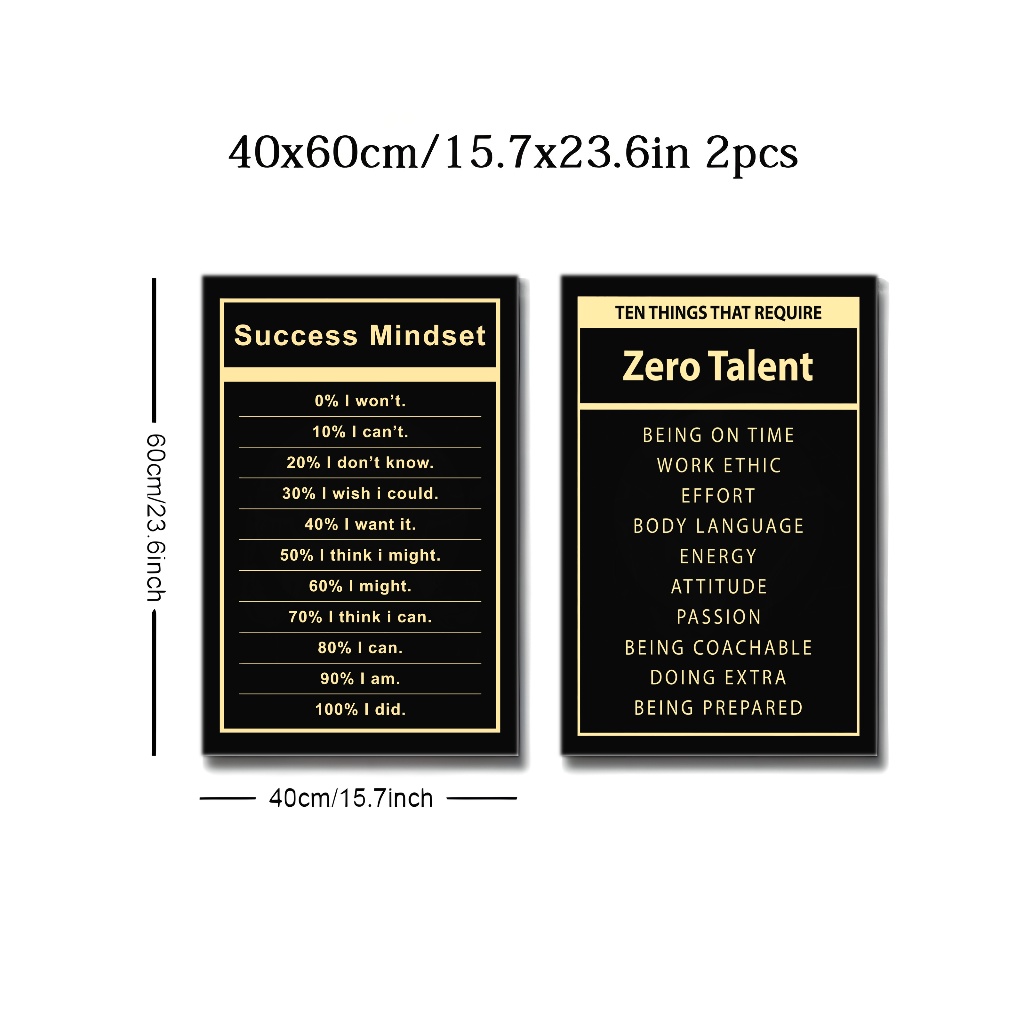 40x60cm/15.7x23.6in 2pcs
60cm/23.6inch
Success Mindset
0% I won’t.
10% I can’t.
20% I don’t know.
30% I wish i could.
40% I want it.
50% I think i might.
60% I might.
70% I think i can.
80% I can.
90% I am.
100% I did.
40cm/15.7inch
TEN THINGS THAT REQUIRE
Zero Talent
BEING ON TIME
WORK ETHIC
EFFORT
BODY LANGUAGE
ENERGY
ATTITUDE
PASSION
BEING COACHABLE
DOING EXTRA
BEING PREPARED